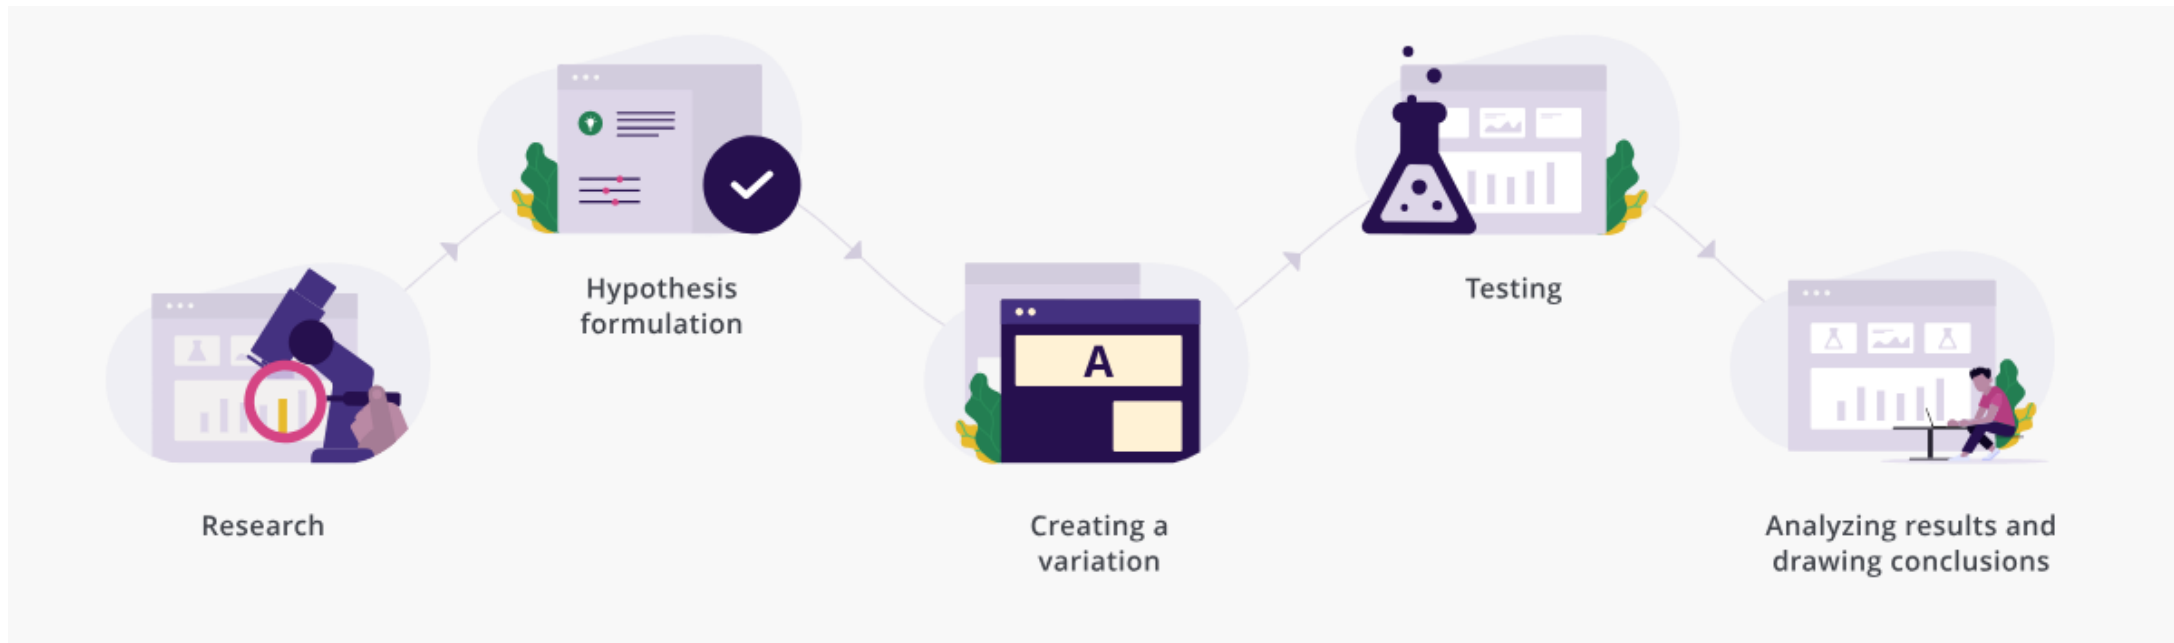 Research
Hypothesis
formulation
A
Creating a
variation
Testing
Analyzing results and
drawing conclusions